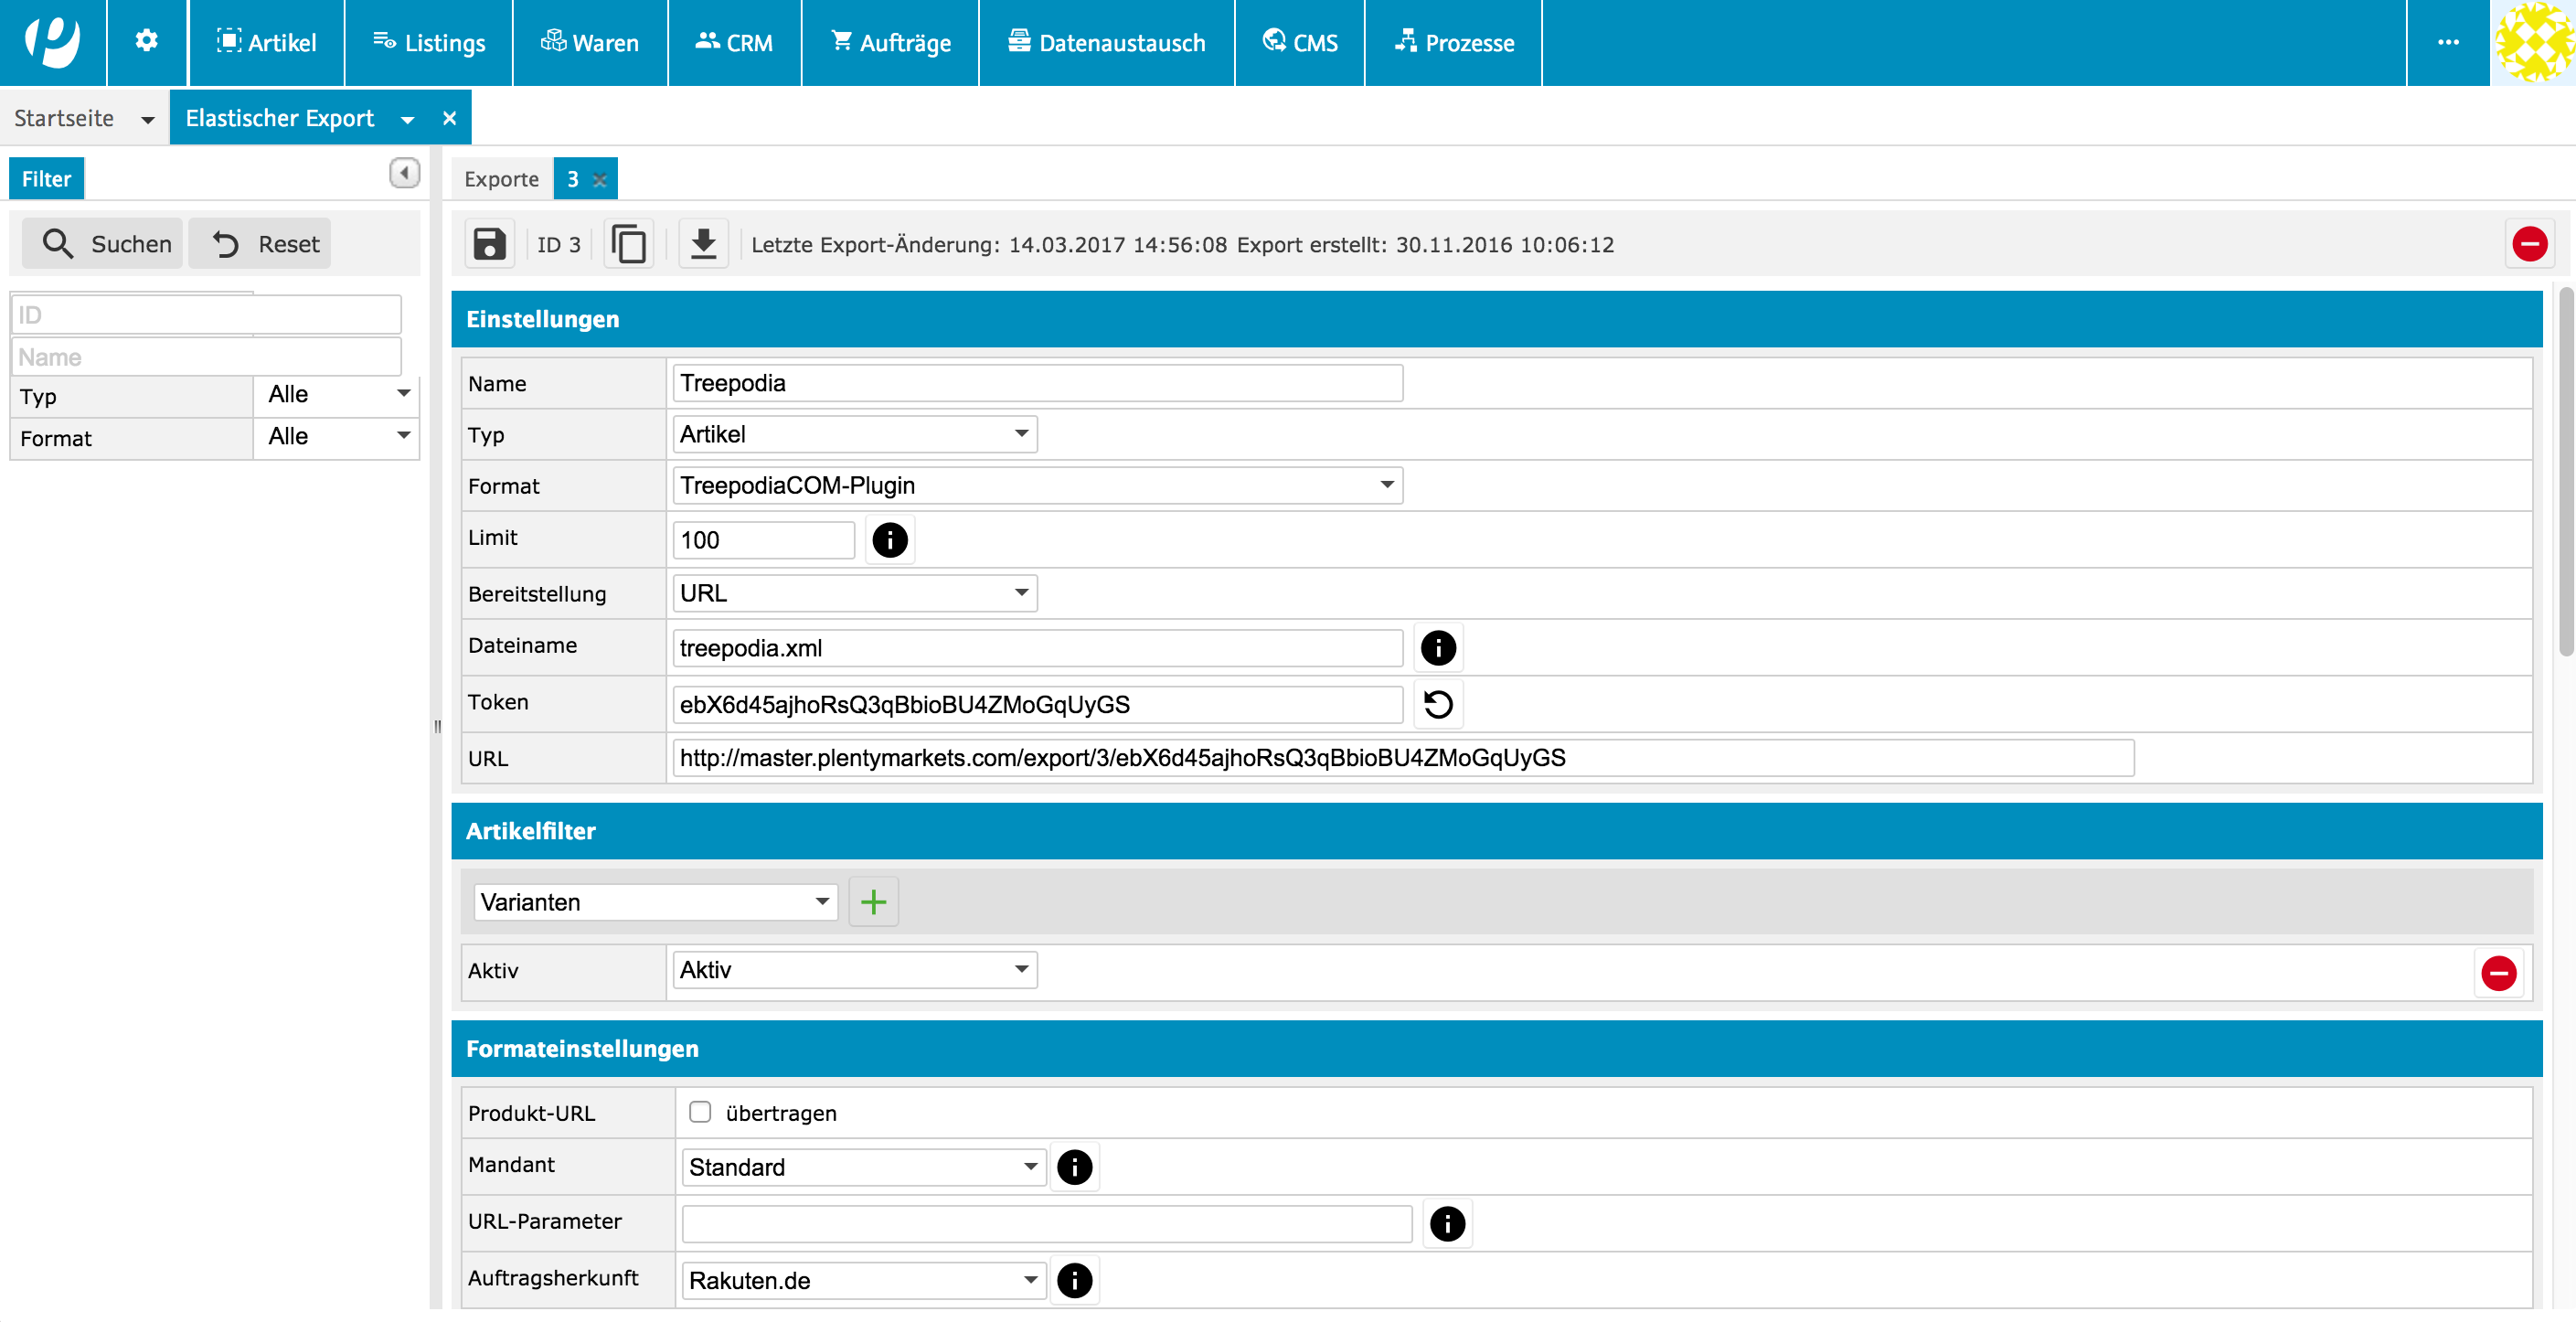 Artikel Listings Waren CRM Aufträge Datenaustausch CMS Prozesse ...
Startseite Elastischer Export
Filter
Suchen Reset
ID
Name
Typ Alle
Format Alle
Exporte 3
ID 3 Letzte Export-Änderung: 14.03.2017 14:56:08 Export erstellt: 30.11.2016 10:06:12
Einstellungen
Name Treepodia
Typ Artikel
Format TreepodiaCOM-Plugin
Limit 100
Bereitstellung URL
Dateiname treepodia.xml
Token ebX6d45ajhoRsQ3qBbioBU4ZMoGqUyGS
URL http://master.plentymarkets.com/export/3/ebX6d45ajhoRsQ3qBbioBU4ZMoGqUyGS
Artikelfilter
Varianten
Aktiv Aktiv
Formateinstellungen
Produkt-URL übertragen
Mandant Standard
URL-Parameter
Auftragsherkunft Rakuten.de